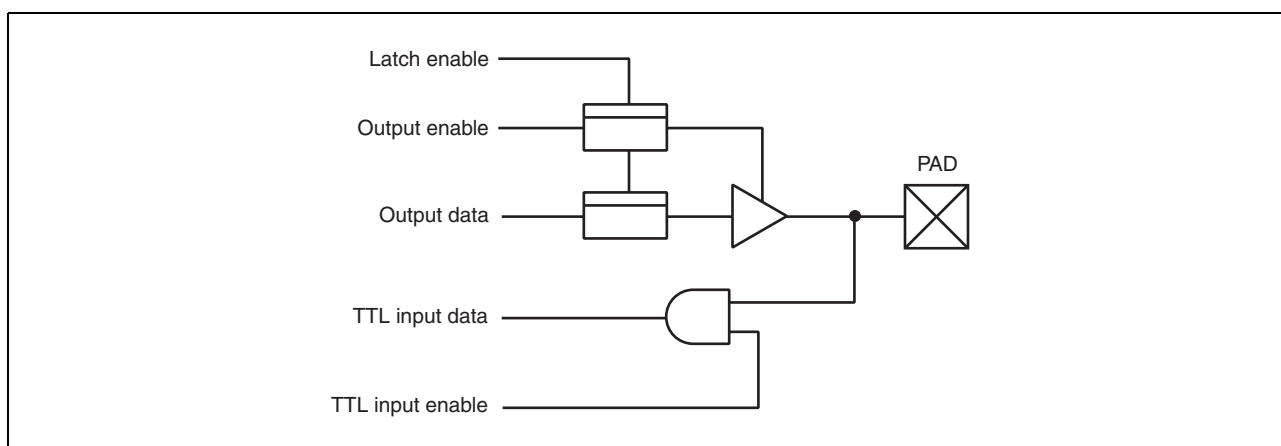 Latch enable
Output enable
PAD
Output data
TTL input data
TTL input enable